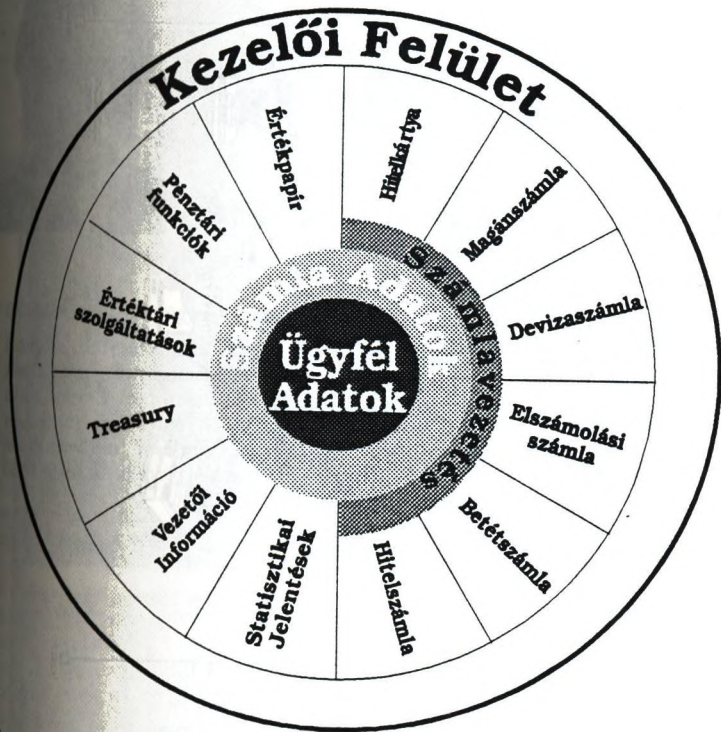 Kezelői Felület
Értékpapír
Hitelkártya
Magánszámla
Devizaszámla
Elszámolási
számla
Betétszámla
Hitelszámla
Statisztikai
Jelentések
Vezetői
Információ
Treasury
Értéktári
szolgáltatások
Pénztári
funkciók
Számlavezetés
Számla Adatok
Ügyfél
Adatok